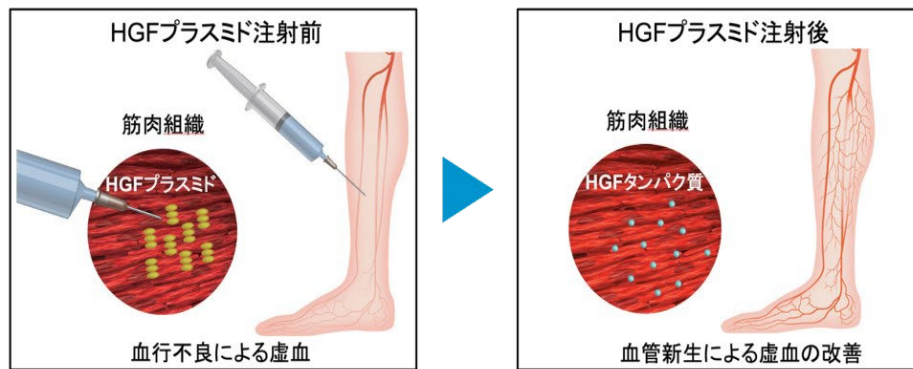 HGFプラスミド注射前
筋肉組織
HGFプラスミド
血行不良による虚血
HGFプラスミド注射後
筋肉組織
HGFタンパク質
血管新生による虚血の改善